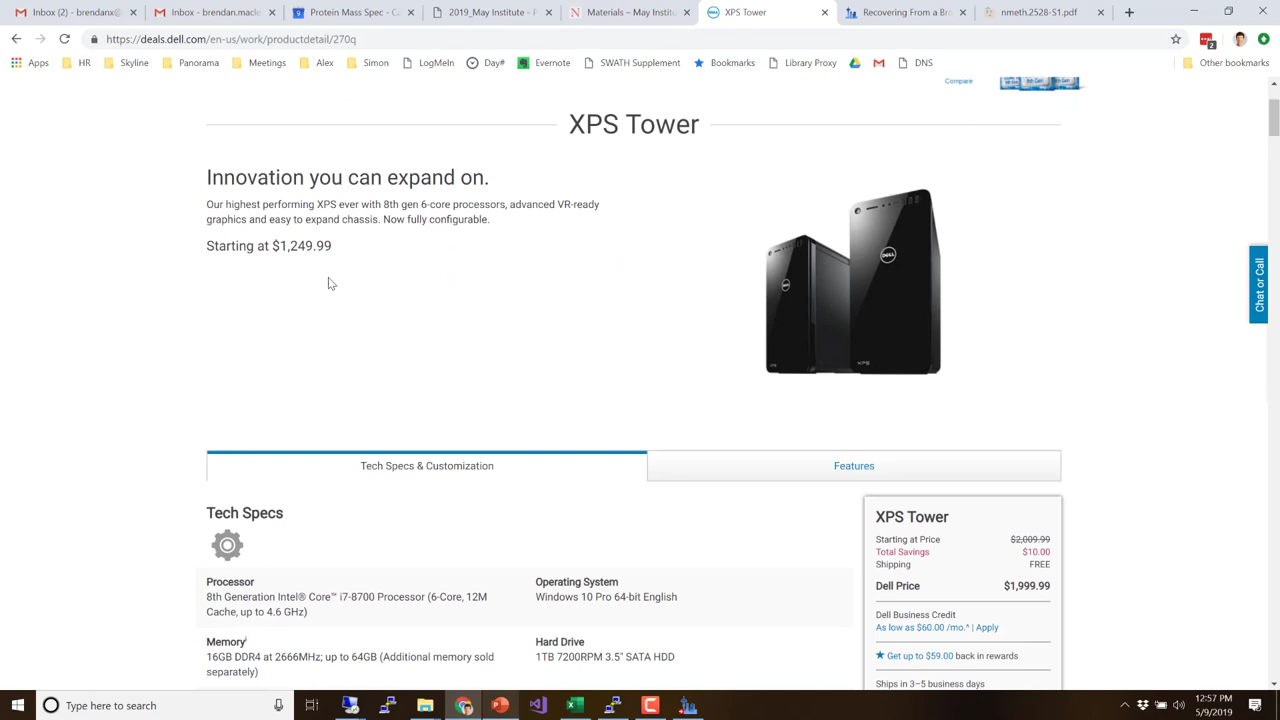 Inbox (2) - brendanx@
Inbox - brendan.macl
Protein Specifics - Ca
2019_May Institute - P
Materials – May Instit
XPS Tower
Recovering From a Bro
nmeth.2528-S1.pdf
https://deals.dell.com/en-us/work/productdetail/270q
2
Apps
HR
Skyline
Panorama
Meetings
Alex
Simon
LogMeIn
Day#
Evernote
SWATH Supplement
Bookmarks
Library Proxy
DNS
Other bookmarks
Compare
XPS Tower
Innovation you can expand on.
Our highest performing XPS ever with 8th gen 6-core processors, advanced VR-ready
graphics and easy to expand chassis. Now fully configurable.
Starting at $1,249.99
DELL
DELL
XPS
Chat or Call
Tech Specs & Customization
Features
Tech Specs
Processor
8th Generation Intel® Core™ i7-8700 Processor (6-Core, 12M
Cache, up to 4.6 GHz)
Operating System
Windows 10 Pro 64-bit English
Memory
16GB DDR4 at 2666MHz; up to 64GB (Additional memory sold
separately)
Hard Drive
1TB 7200RPM 3.5" SATA HDD
XPS Tower
Starting at Price $2,009.99
Total Savings $10.00
Shipping FREE
Dell Price $1,999.99
Dell Business Credit
As low as $60.00 /mo.^ | Apply
Get up to $59.00 back in rewards
Ships in 3–5 business days
Type here to search
12:57 PM
5/9/2019